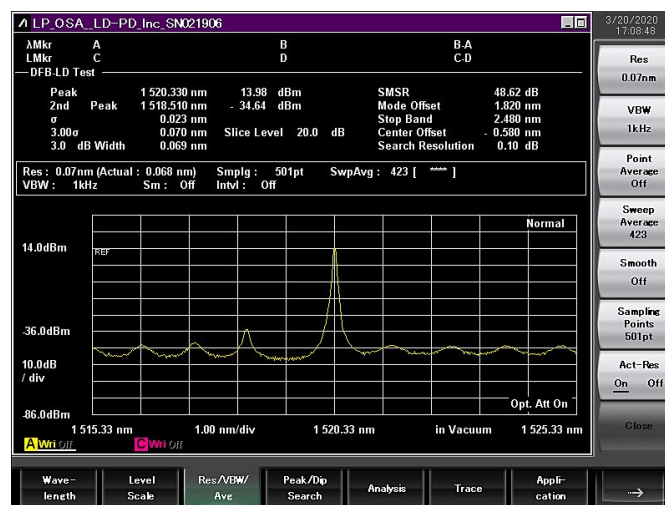 LP_OSA__LD-PD_Inc_SN021906
3/20/2020
17:08:48
λMkr A B B-A
LMkr C D C-D
DFB-LD Test
Peak 1 520.330 nm 13.98 dBm SMSR 48.62 dB
2nd Peak 1 518.510 nm - 34.64 dBm Mode Offset 1.820 nm
σ 0.023 nm Stop Band 2.480 nm
3.00σ 0.070 nm Slice Level 20.0 dB Center Offset - 0.580 nm
3.0 dB Width 0.069 nm Search Resolution 0.10 dB
Res : 0.07nm (Actual : 0.068 nm) Smplg : 501pt SwpAvg : 423 [ **** ]
VBW : 1kHz Sm : Off Intvl : Off
Normal
14.0dBm
REF
-36.0dBm
10.0dB
/ div
-86.0dBm
Opt. Att On
1 515.33 nm 1.00 nm/div 1 520.33 nm in Vacuum 1 525.33 nm
A Wri Off C Wri Off
Res
0.07nm
VBW
1kHz
Point
Average
Off
Sweep
Average
423
Smooth
Off
Sampling
Points
501pt
Act-Res
On Off
Close
Wave-
length
Level
Scale
Res/VBW/
Avg
Peak/Dip
Search
Analysis
Trace
Appli-
cation